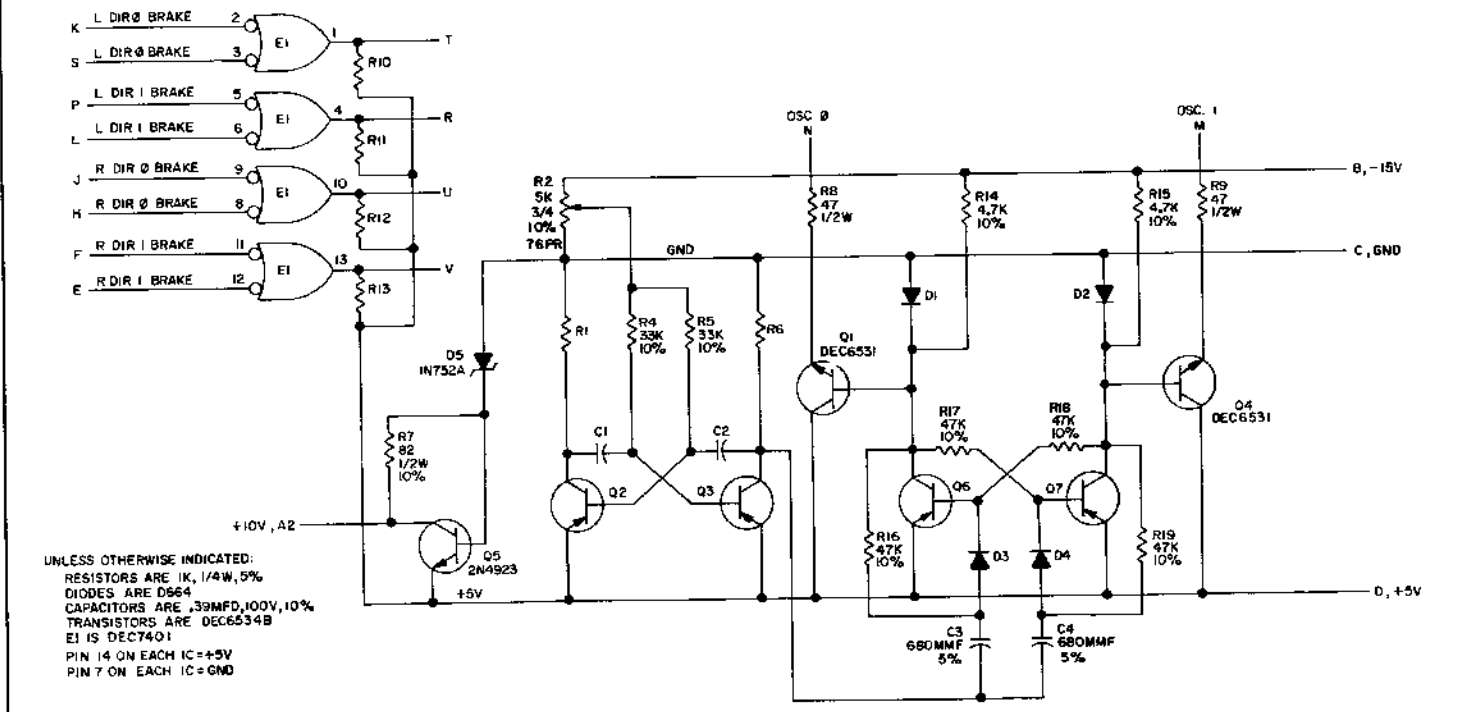 K L DIR Ø BRAKE 2
E1 1 T
S L DIR Ø BRAKE 3
R10
P L DIR 1 BRAKE 5
E1 4 R
L L DIR 1 BRAKE 6
R11
J R DIR Ø BRAKE 9
E1 10 U
H R DIR Ø BRAKE 8
R12
F R DIR 1 BRAKE 11
E1 13 V
E R DIR 1 BRAKE 12
R13
OSC. Ø
N
OSC. 1
M
B,-15V
R2
5K
3/4
10%
76PR
R8
47
1/2W
R14
4.7K
10%
R15
4.7K
10%
R9
47
1/2W
GND
C, GND
D1
D2
R1
R4
33K
10%
R5
33K
10%
R6
D5
1N752A
Q1
DEC6531
Q4
DEC6531
R7
82
1/2W
10%
C1
C2
R17
47K
10%
R18
47K
10%
Q2
Q3
Q6
Q7
+10V, A2
Q5
2N4923
R16
47K
10%
D3
D4
R19
47K
10%
+5V
D, +5V
C3
680MMF
5%
C4
680MMF
5%
UNLESS OTHERWISE INDICATED:
RESISTORS ARE 1K, 1/4W, 5%
DIODES ARE D664
CAPACITORS ARE .39MFD, 100V, 10%
TRANSISTORS ARE DEC6534B
E1 IS DEC7401
PIN 14 ON EACH IC = +5V
PIN 7 ON EACH IC = GND